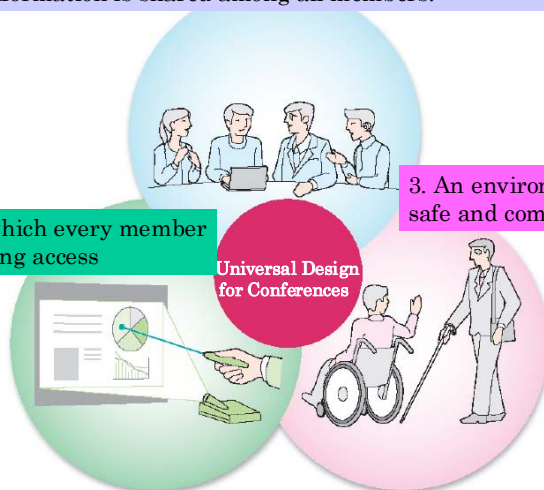 formation is shared among all members.
3. An environ
safe and com
hich every member
ng access
Universal Design
for Conferences